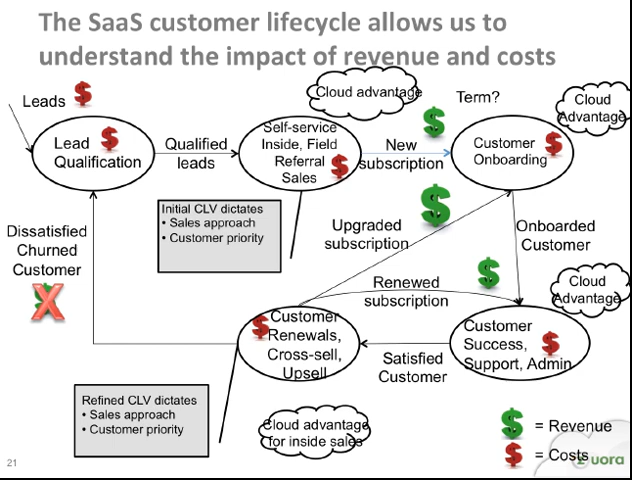 The SaaS customer lifecycle allows us to
understand the impact of revenue and costs
Leads
Cloud advantage
Term?
Cloud
Advantage
Lead
Qualification
Qualified
leads
Self-service
Inside, Field
Referral
Sales
New
subscription
Customer
Onboarding
Initial CLV dictates
• Sales approach
• Customer priority
Dissatisfied
Churned
Customer
Upgraded
subscription
Onboarded
Customer
Renewed
subscription
Cloud
Advantage
Customer
Renewals,
Cross-sell,
Upsell
Satisfied
Customer
Customer
Success,
Support, Admin
Refined CLV dictates
• Sales approach
• Customer priority
Cloud advantage
for inside sales
= Revenue
= Costs
zuora
21